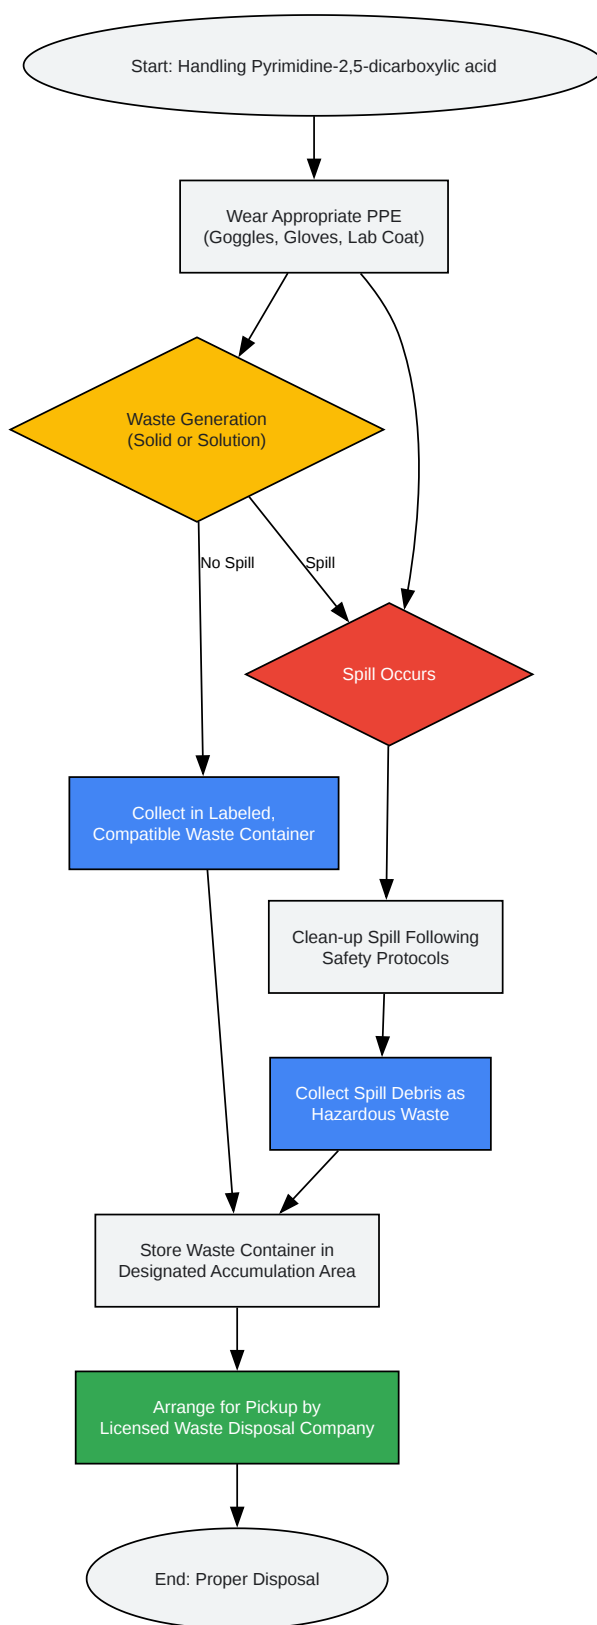 Start: Handling Pyrimidine-2,5-dicarboxylic acid
Wear Appropriate PPE
(Goggles, Gloves, Lab Coat)
Waste Generation
(Solid or Solution)
No Spill
Spill
Spill Occurs
Collect in Labeled,
Compatible Waste Container
Clean-up Spill Following
Safety Protocols
Collect Spill Debris as
Hazardous Waste
Store Waste Container in
Designated Accumulation Area
Arrange for Pickup by
Licensed Waste Disposal Company
End: Proper Disposal